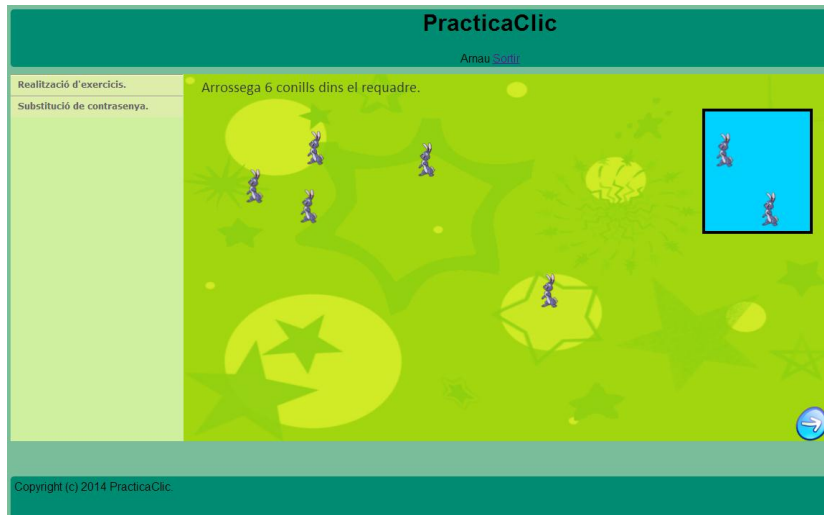 PracticaClic
Arnau Sortir
Realització d'exercicis.
Substitució de contrasenya.
Arrossega 6 conills dins el requadre.
Copyright (c) 2014 PracticaClic.